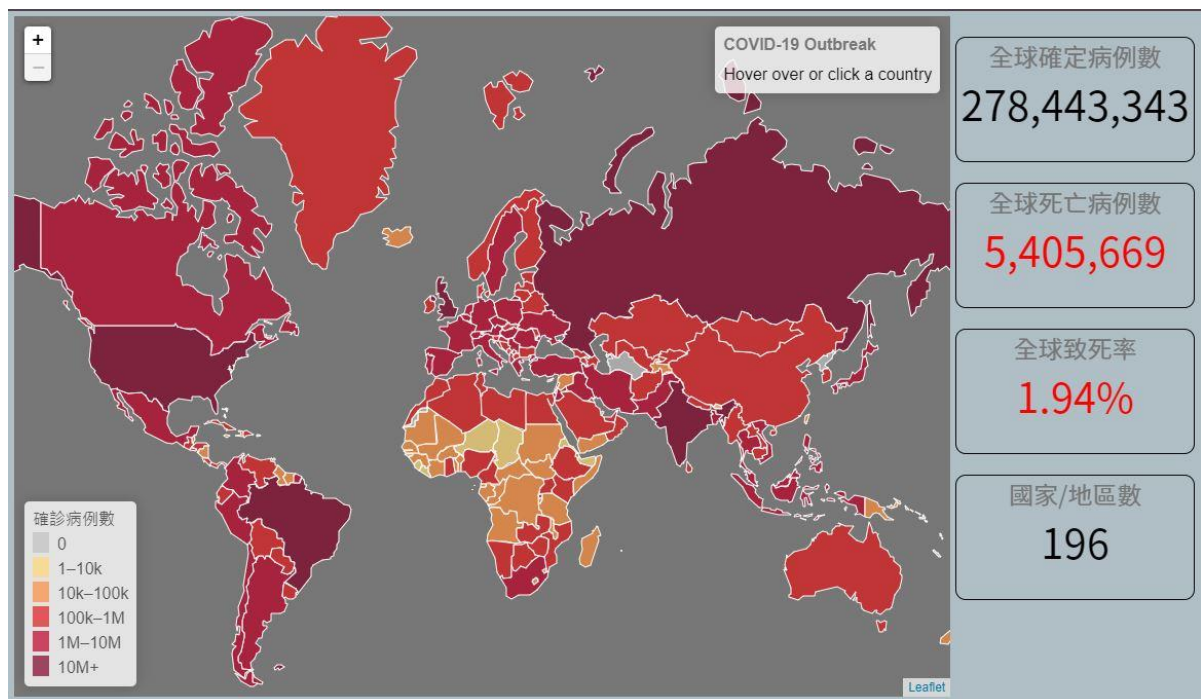 +
−
COVID-19 Outbreak
Hover over or click a country
確診病例數
0
1–10k
10k–100k
100k–1M
1M–10M
10M+
Leaflet
全球確定病例數
278,443,343
全球死亡病例數
5,405,669
全球致死率
1.94%
國家/地區數
196